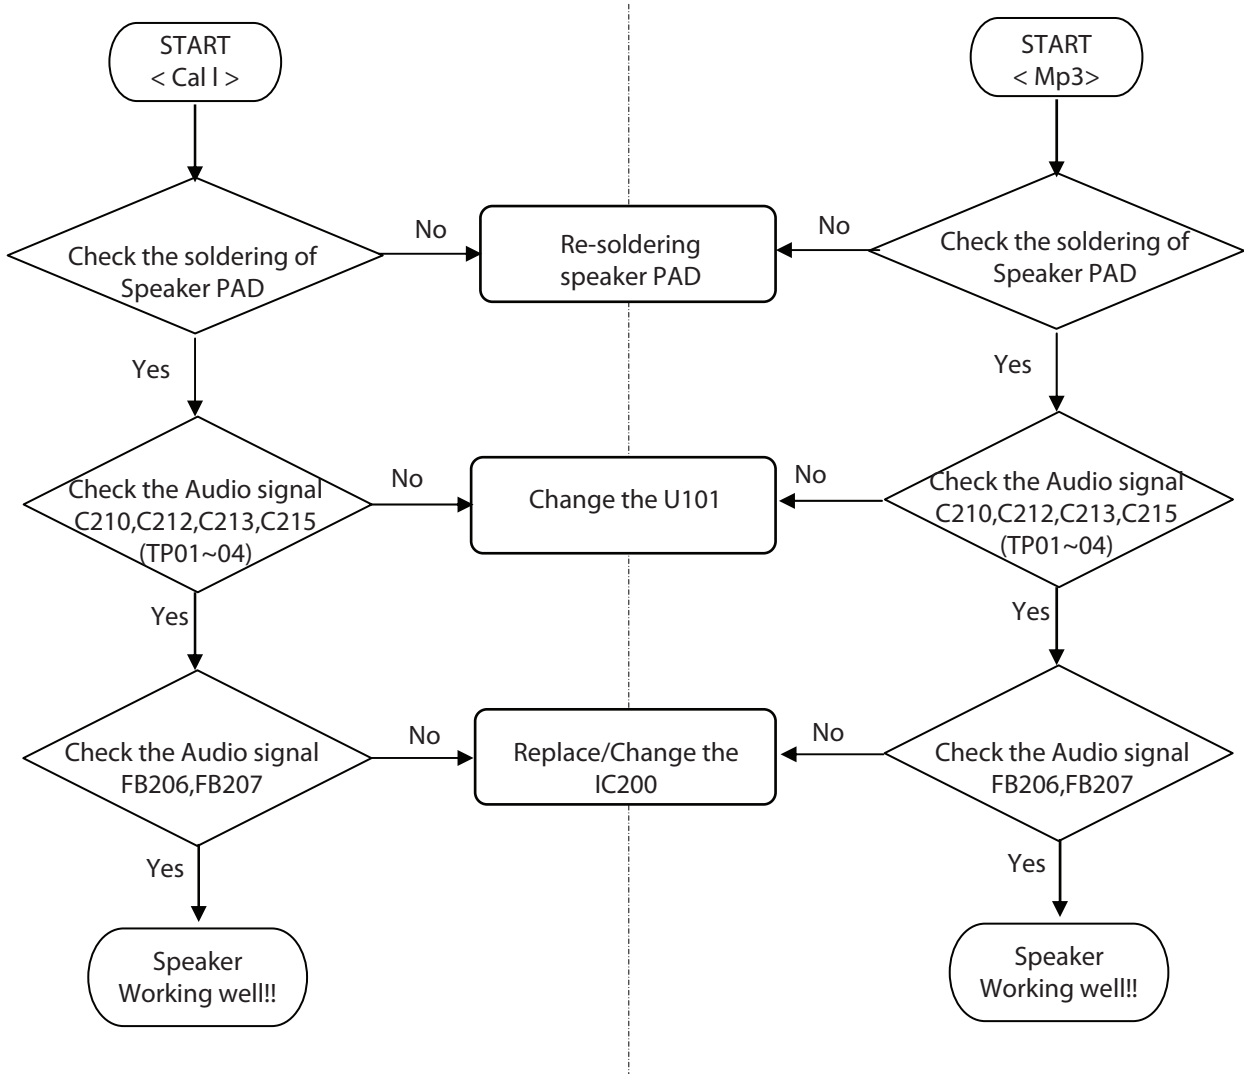 START
< Cal l >
No
Check the soldering of
Speaker PAD
Yes
No
Check the Audio signal
C210,C212,C213,C215
(TP01~04)
Yes
No
Check the Audio signal
FB206,FB207
Yes
Speaker
Working well!!
Re-soldering
speaker PAD
Change the U101
Replace/Change the
IC200
START
< Mp3>
No
Check the soldering of
Speaker PAD
Yes
No
Check the Audio signal
C210,C212,C213,C215
(TP01~04)
Yes
No
Check the Audio signal
FB206,FB207
Yes
Speaker
Working well!!